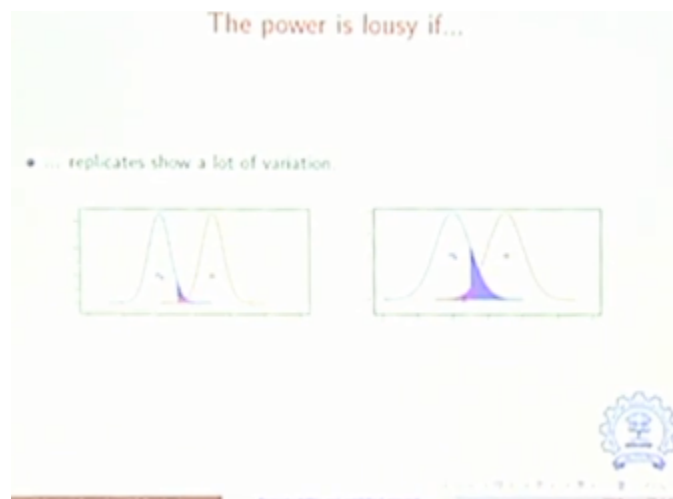 The power is lousy if...
• ... replicates show a lot of variation